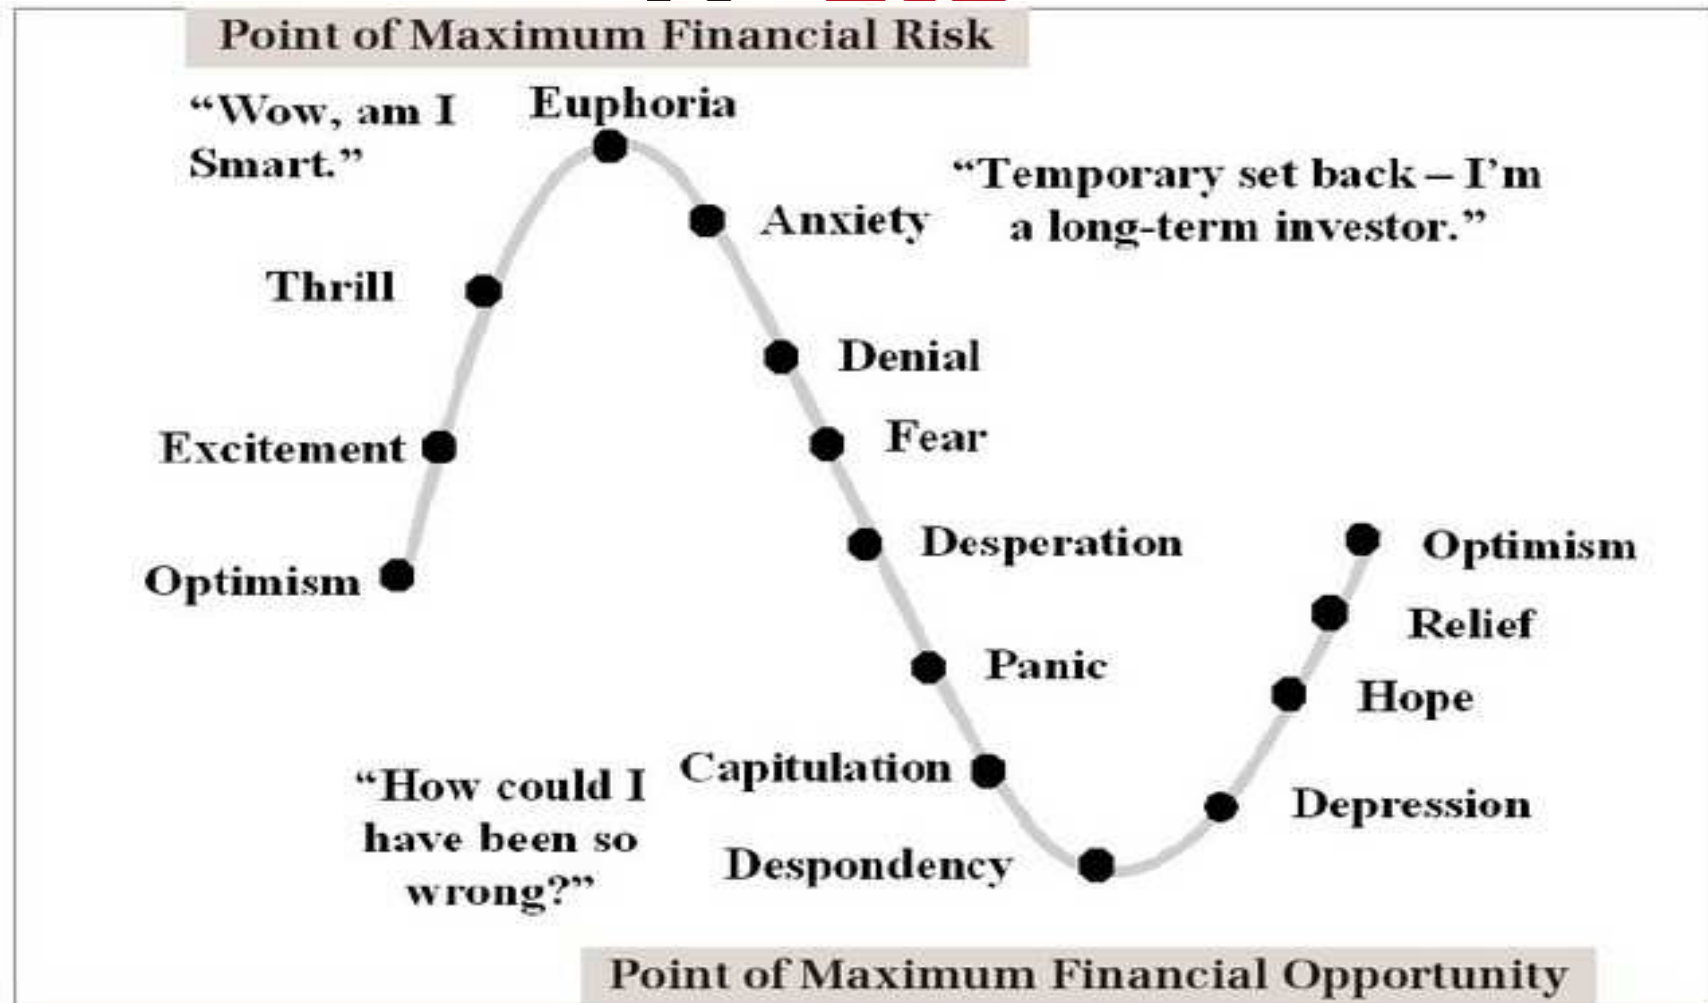 Point of Maximum Financial Risk
“Wow, am I
Smart.”
Euphoria
“Temporary set back – I’m
a long-term investor.”
Anxiety
Thrill
Denial
Fear
Excitement
Desperation
Optimism
Optimism
Relief
Panic
Hope
Capitulation
“How could I
have been so
wrong?”
Depression
Despondency
Point of Maximum Financial Opportunity